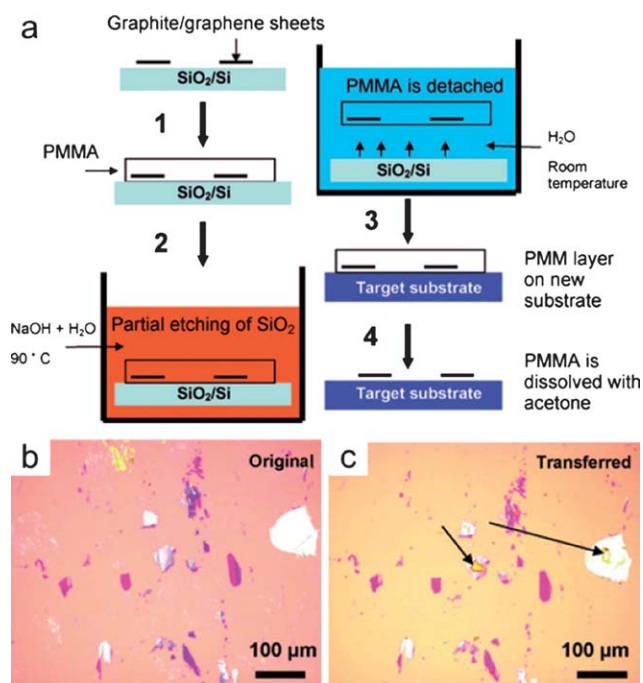 a
Graphite/graphene sheets
SiO₂/Si
1
PMMA
SiO₂/Si
2
NaOH + H₂O
90 ° C
Partial etching of SiO₂
SiO₂/Si
PMMA is detached
H₂O
SiO₂/Si
Room
temperature
3
PMM layer
on new
substrate
Target substrate
4
PMMA is
dissolved with
acetone
Target substrate
b
Original
100 µm
c
Transferred
100 µm